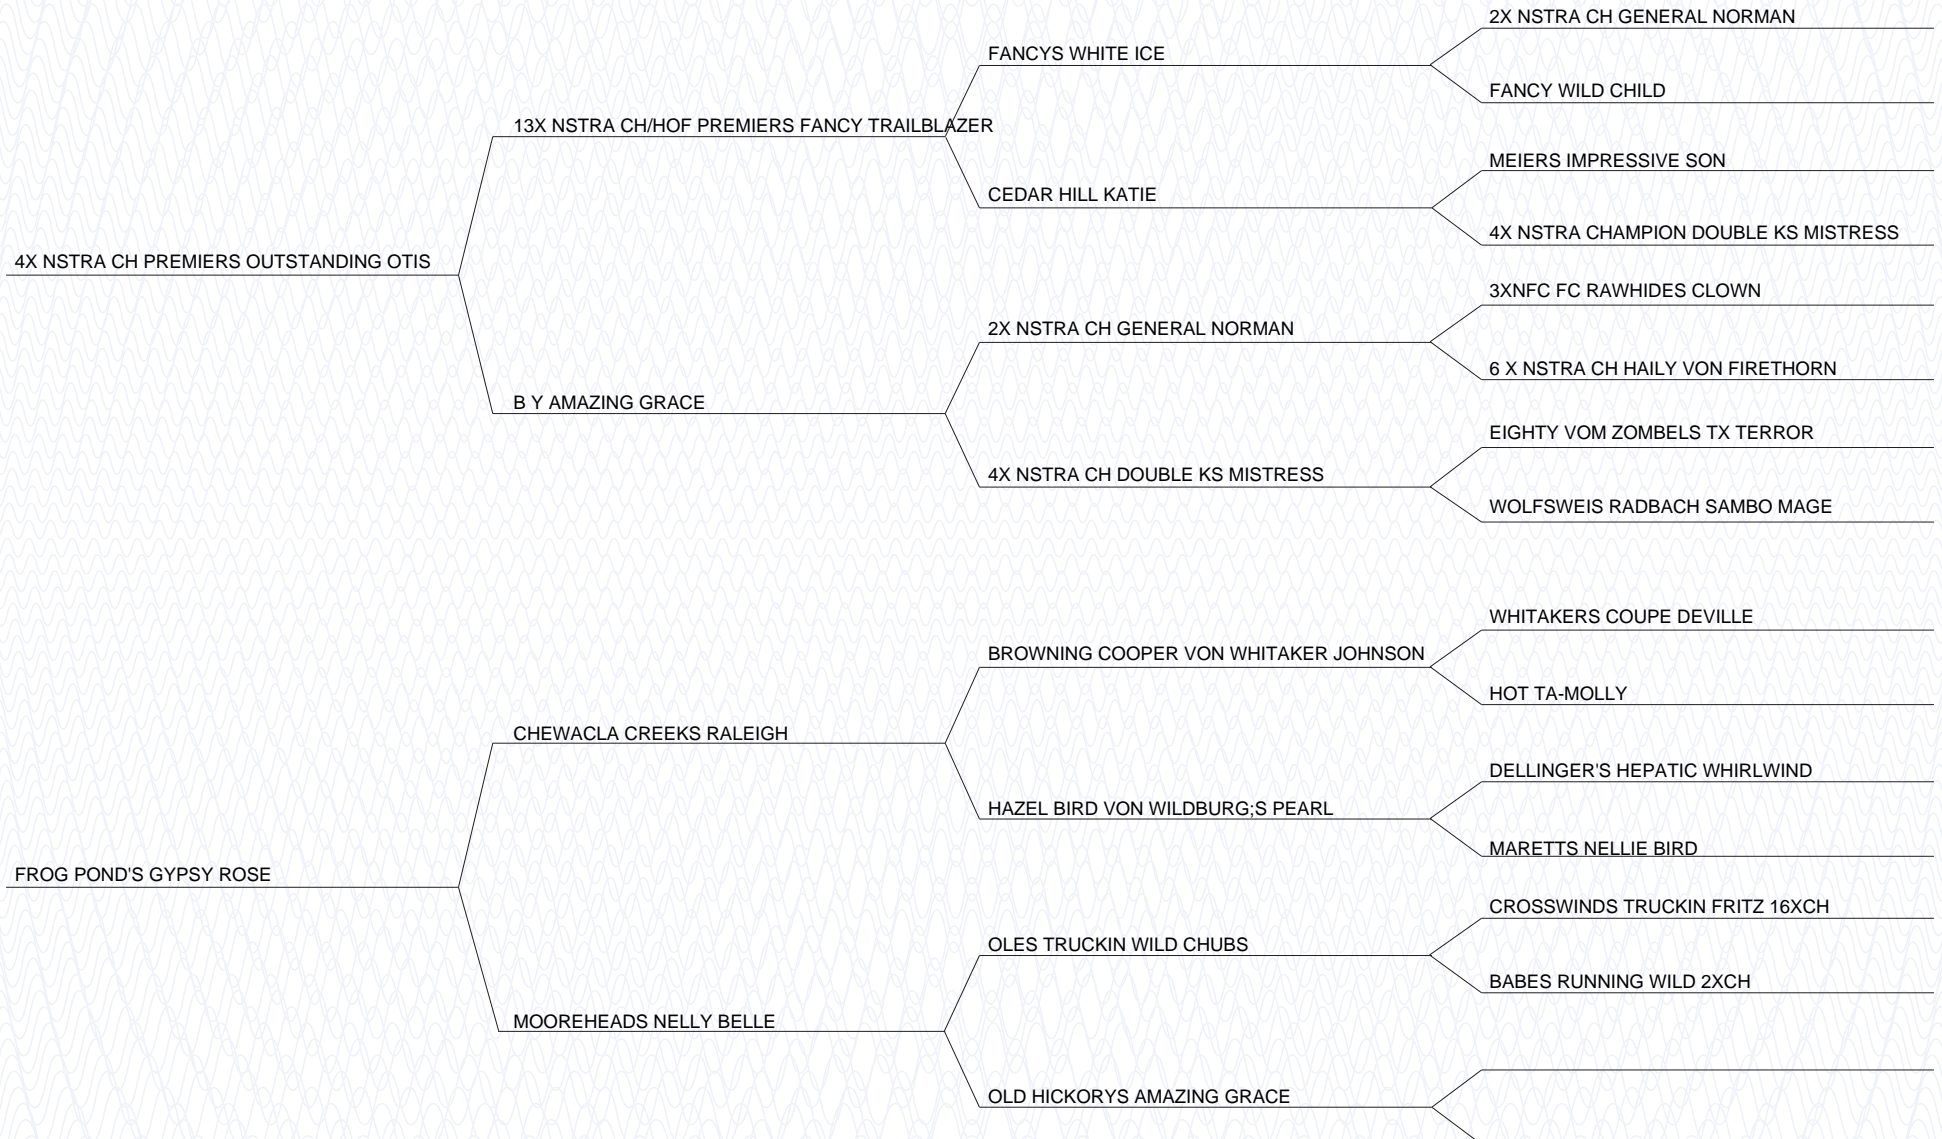 2X NSTRA CH GENERAL NORMAN
FANCYS WHITE ICE
FANCY WILD CHILD
13X NSTRA CH/HOF PREMIERS FANCY TRAILBLAZER
MEIERS IMPRESSIVE SON
CEDAR HILL KATIE
4X NSTRA CHAMPION DOUBLE KS MISTRESS
4X NSTRA CH PREMIERS OUTSTANDING OTIS
3XNFC FC RAWHIDES CLOWN
2X NSTRA CH GENERAL NORMAN
6 X NSTRA CH HAILY VON FIRETHORN
B Y AMAZING GRACE
EIGHTY VOM ZOMBELS TX TERROR
4X NSTRA CH DOUBLE KS MISTRESS
WOLFSWEIS RADBACH SAMBO MAGE
WHITAKERS COUPE DEVILLE
BROWNING COOPER VON WHITAKER JOHNSON
HOT TA-MOLLY
CHEWACLA CREEKS RALEIGH
DELLINGER'S HEPATIC WHIRLWIND
HAZEL BIRD VON WILDBURG;S PEARL
MARETTS NELLIE BIRD
FROG POND'S GYPSY ROSE
CROSSWINDS TRUCKIN FRITZ 16XCH
OLES TRUCKIN WILD CHUBS
BABES RUNNING WILD 2XCH
MOOREHEADS NELLY BELLE
OLD HICKORYS AMAZING GRACE